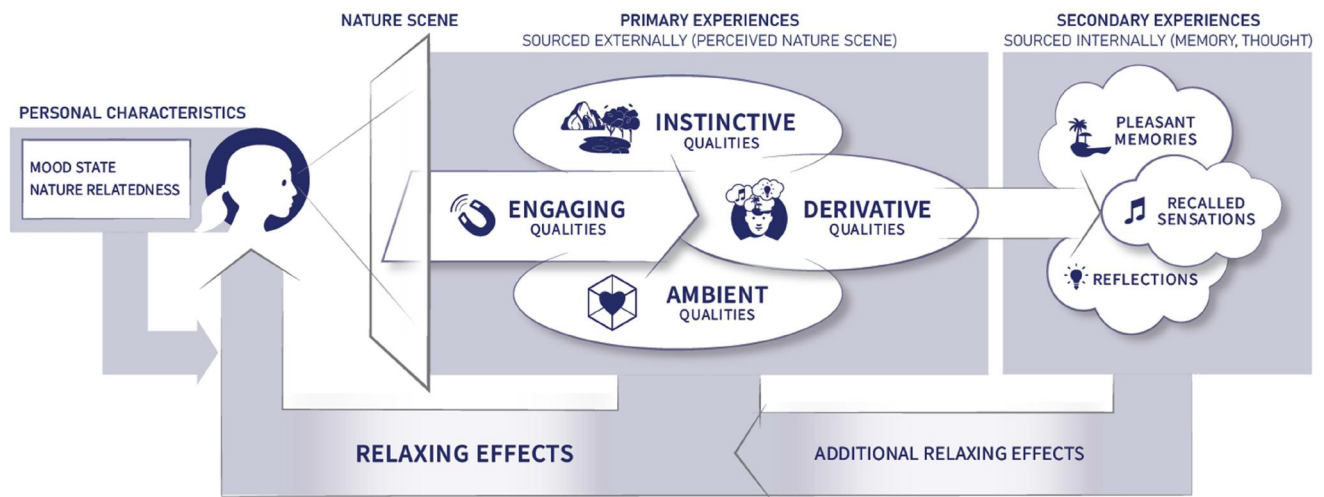 NATURE SCENE
PRIMARY EXPERIENCES
SOURCED EXTERNALLY (PERCEIVED NATURE SCENE)
SECONDARY EXPERIENCES
SOURCED INTERNALLY (MEMORY, THOUGHT)
PERSONAL CHARACTERISTICS
MOOD STATE
NATURE RELATEDNESS
INSTINCTIVE
QUALITIES
ENGAGING
QUALITIES
DERIVATIVE
QUALITIES
AMBIENT
QUALITIES
PLEASANT
MEMORIES
RECALLED
SENSATIONS
REFLECTIONS
RELAXING EFFECTS
ADDITIONAL RELAXING EFFECTS